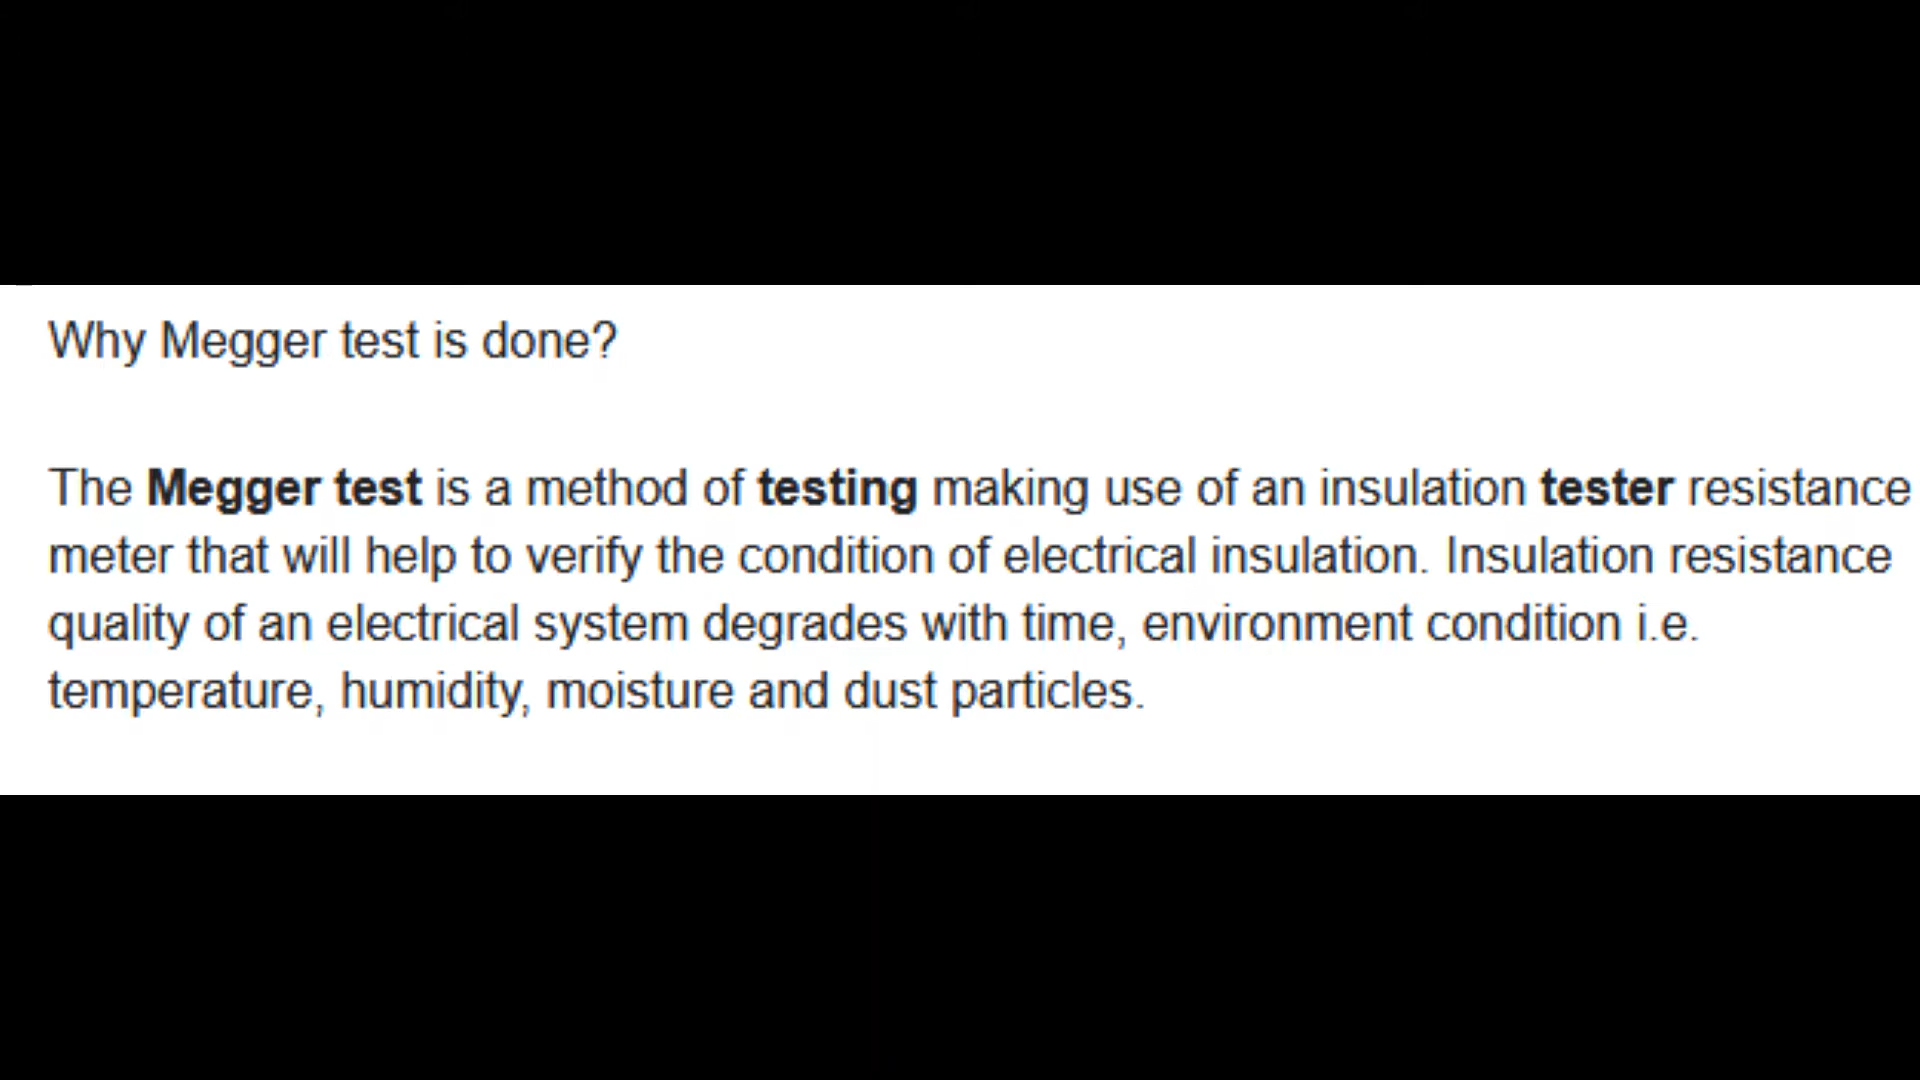 Why Megger test is done?
The Megger test is a method of testing making use of an insulation tester resistance
meter that will help to verify the condition of electrical insulation. Insulation resistance
quality of an electrical system degrades with time, environment condition i.e.
temperature, humidity, moisture and dust particles.